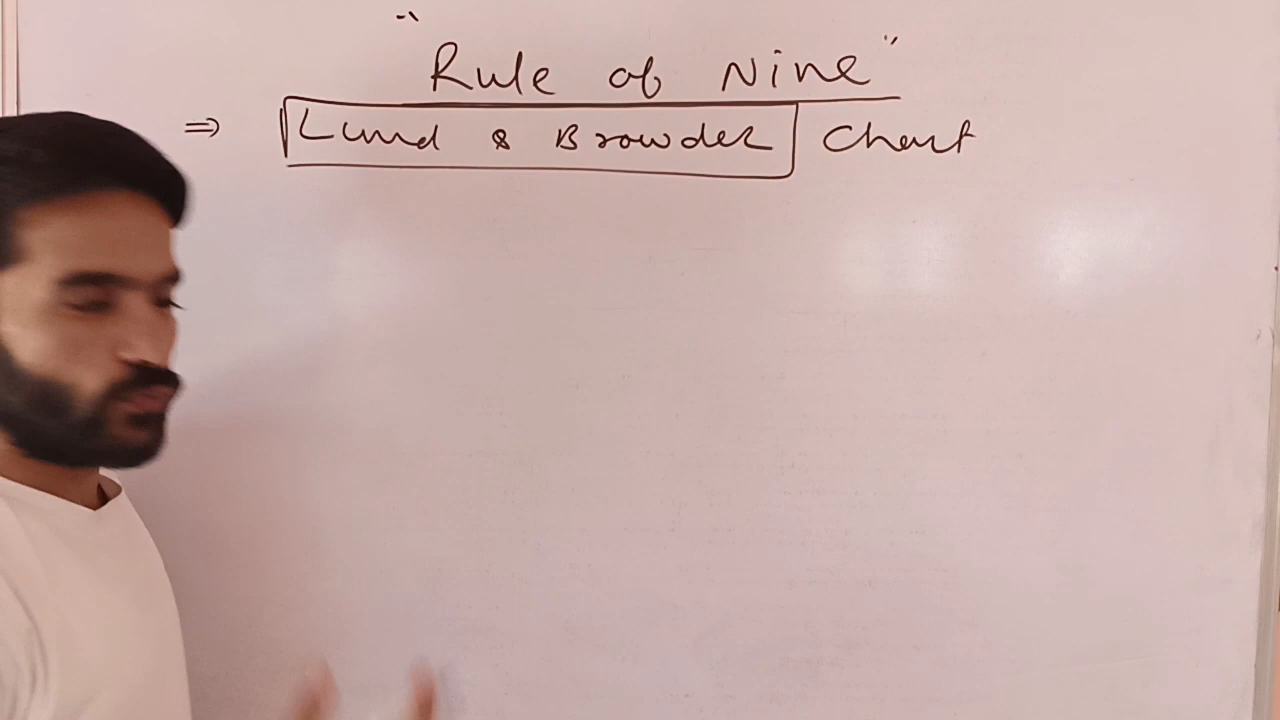 "Rule of Nine"
⇒ Lund & Browder Chart